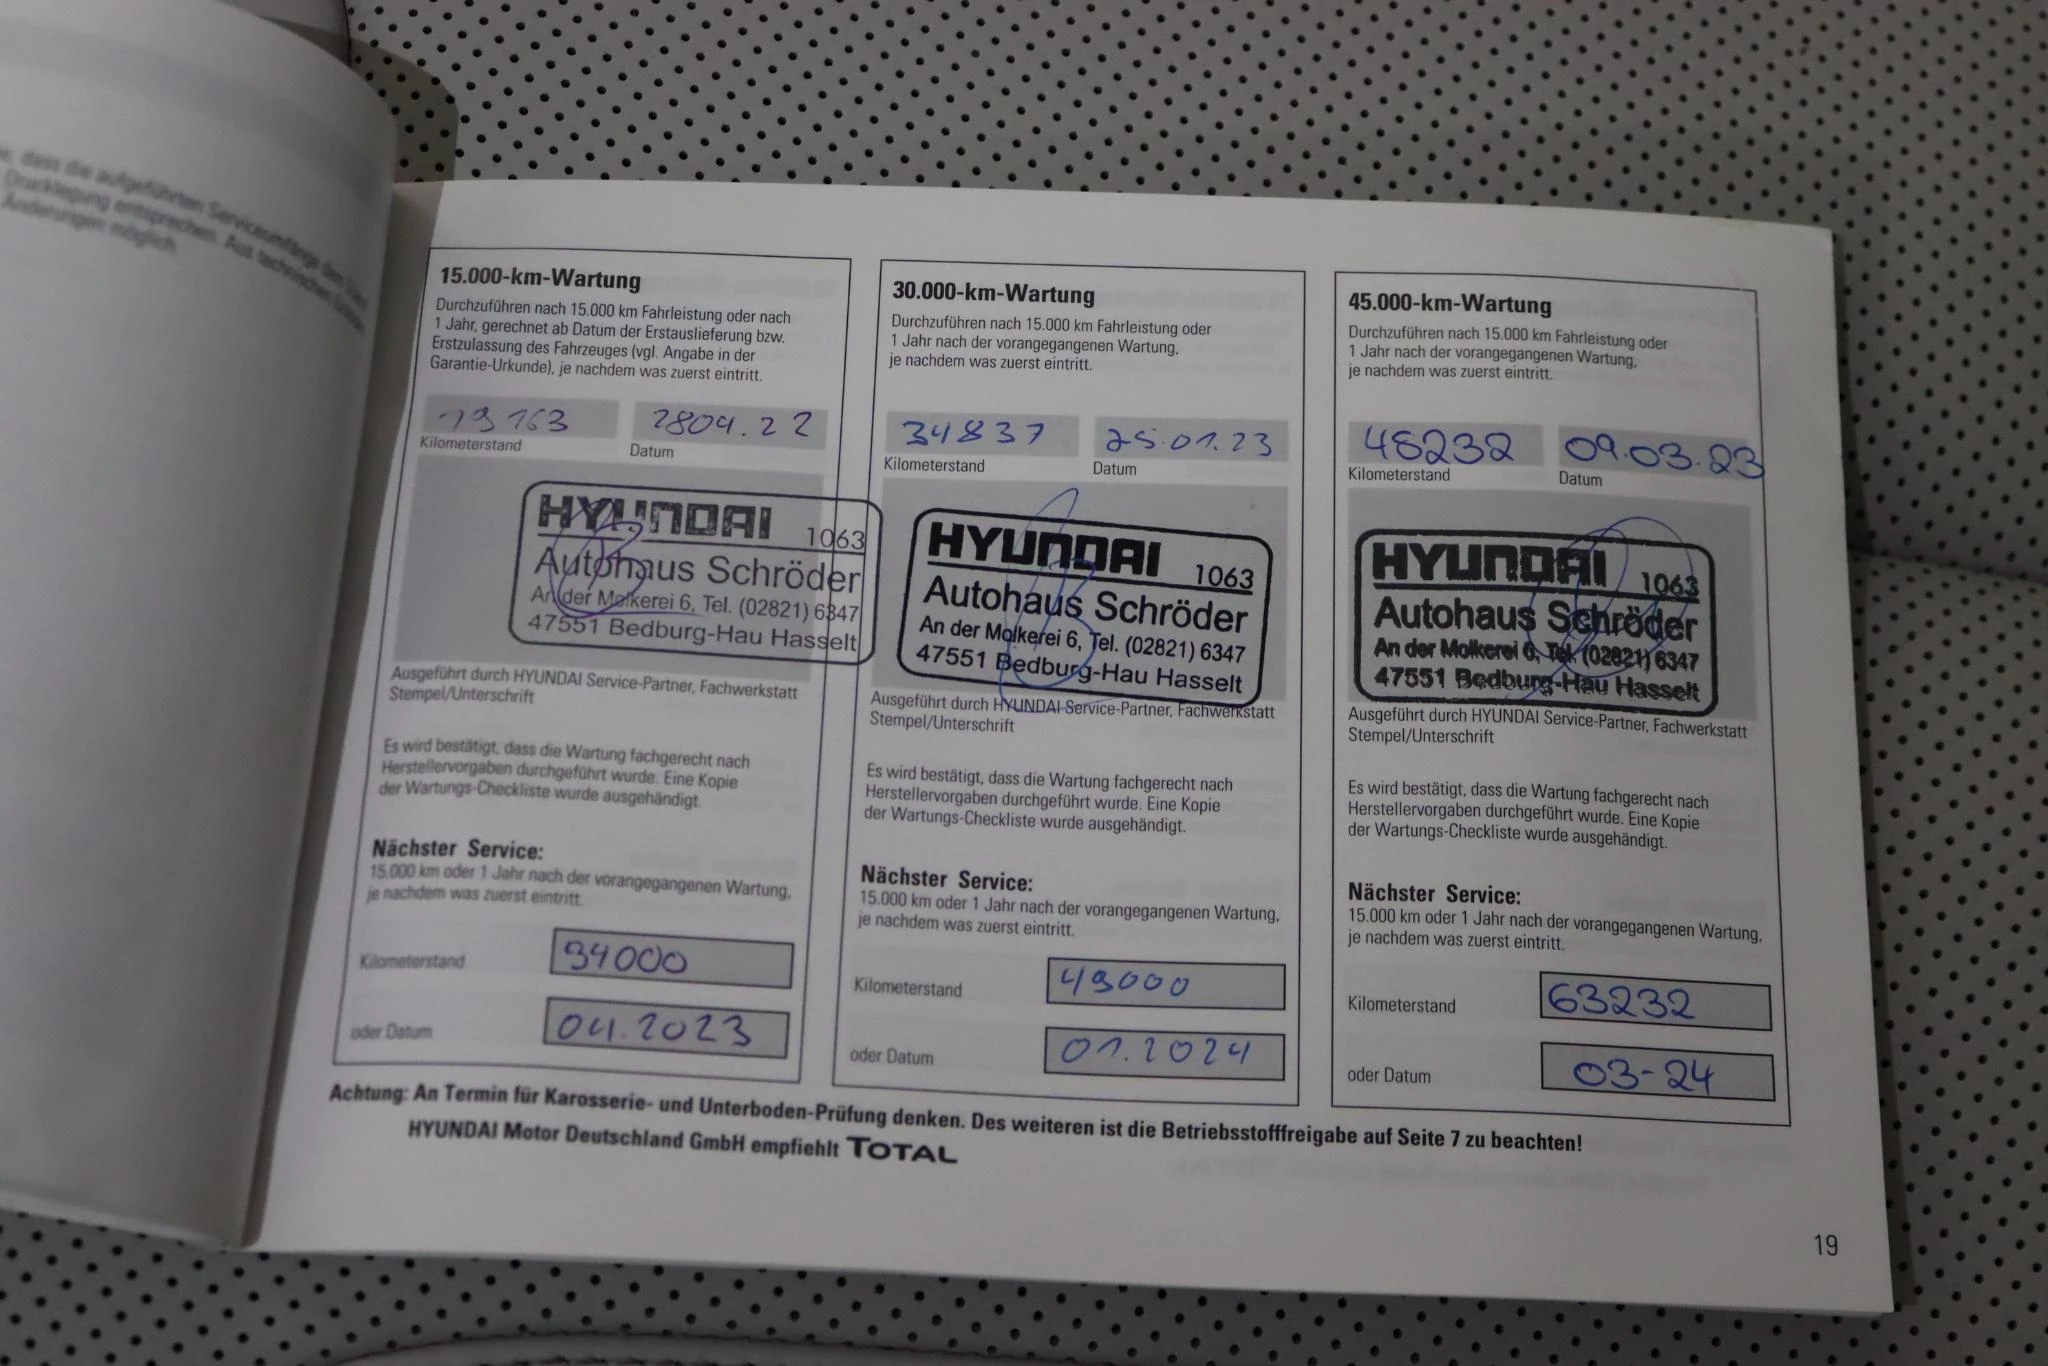 dass die aufgeführten Serviceumfänge dem
Drucklegung entsprechen. Aus technischen
Änderungen möglich.
15.000-km-Wartung
Durchzuführen nach 15.000 km Fahrleistung oder nach
1 Jahr, gerechnet ab Datum der Erstauslieferung bzw.
Erstzulassung des Fahrzeuges (vgl. Angabe in der
Garantie-Urkunde), je nachdem was zuerst eintritt.
19163
2804.22
Kilometerstand
Datum
HYUNDAI 1063
Autohaus Schröder
An der Molkerei 6, Tel. (02821) 6347
47551 Bedburg-Hau Hasselt
Ausgeführt durch HYUNDAI Service-Partner, Fachwerkstatt
Stempel/Unterschrift
Es wird bestätigt, dass die Wartung fachgerecht nach
Herstellervorgaben durchgeführt wurde. Eine Kopie
der Wartungs-Checkliste wurde ausgehändigt.
Nächster Service:
15.000 km oder 1 Jahr nach der vorangegangenen Wartung,
je nachdem was zuerst eintritt.
Kilometerstand 34000
oder Datum 04.2023
30.000-km-Wartung
Durchzuführen nach 15.000 km Fahrleistung oder
1 Jahr nach der vorangegangenen Wartung,
je nachdem was zuerst eintritt.
34837
25.01.23
Kilometerstand
Datum
HYUNDAI 1063
Autohaus Schröder
An der Molkerei 6, Tel. (02821) 6347
47551 Bedburg-Hau Hasselt
Ausgeführt durch HYUNDAI Service-Partner, Fachwerkstatt
Stempel/Unterschrift
Es wird bestätigt, dass die Wartung fachgerecht nach
Herstellervorgaben durchgeführt wurde. Eine Kopie
der Wartungs-Checkliste wurde ausgehändigt.
Nächster Service:
15.000 km oder 1 Jahr nach der vorangegangenen Wartung,
je nachdem was zuerst eintritt.
Kilometerstand 49000
oder Datum 01.2024
45.000-km-Wartung
Durchzuführen nach 15.000 km Fahrleistung oder
1 Jahr nach der vorangegangenen Wartung,
je nachdem was zuerst eintritt.
48232
09.03.23
Kilometerstand
Datum
HYUNDAI 1063
Autohaus Schröder
An der Molkerei 6, Tel. (02821) 6347
47551 Bedburg-Hau Hasselt
Ausgeführt durch HYUNDAI Service-Partner, Fachwerkstatt
Stempel/Unterschrift
Es wird bestätigt, dass die Wartung fachgerecht nach
Herstellervorgaben durchgeführt wurde. Eine Kopie
der Wartungs-Checkliste wurde ausgehändigt.
Nächster Service:
15.000 km oder 1 Jahr nach der vorangegangenen Wartung,
je nachdem was zuerst eintritt.
Kilometerstand 63232
oder Datum 03-24
Achtung: An Termin für Karosserie- und Unterboden-Prüfung denken. Des weiteren ist die Betriebsstofffreigabe auf Seite 7 zu beachten!
HYUNDAI Motor Deutschland GmbH empfiehlt TOTAL
19